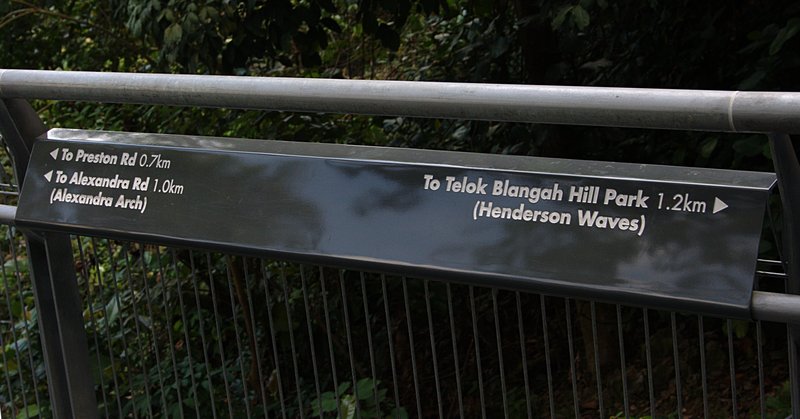 ◀ To Preston Rd 0.7km
◀ To Alexandra Rd 1.0km
(Alexandra Arch)
To Telok Blangah Hill Park 1.2km ▶
(Henderson Waves)